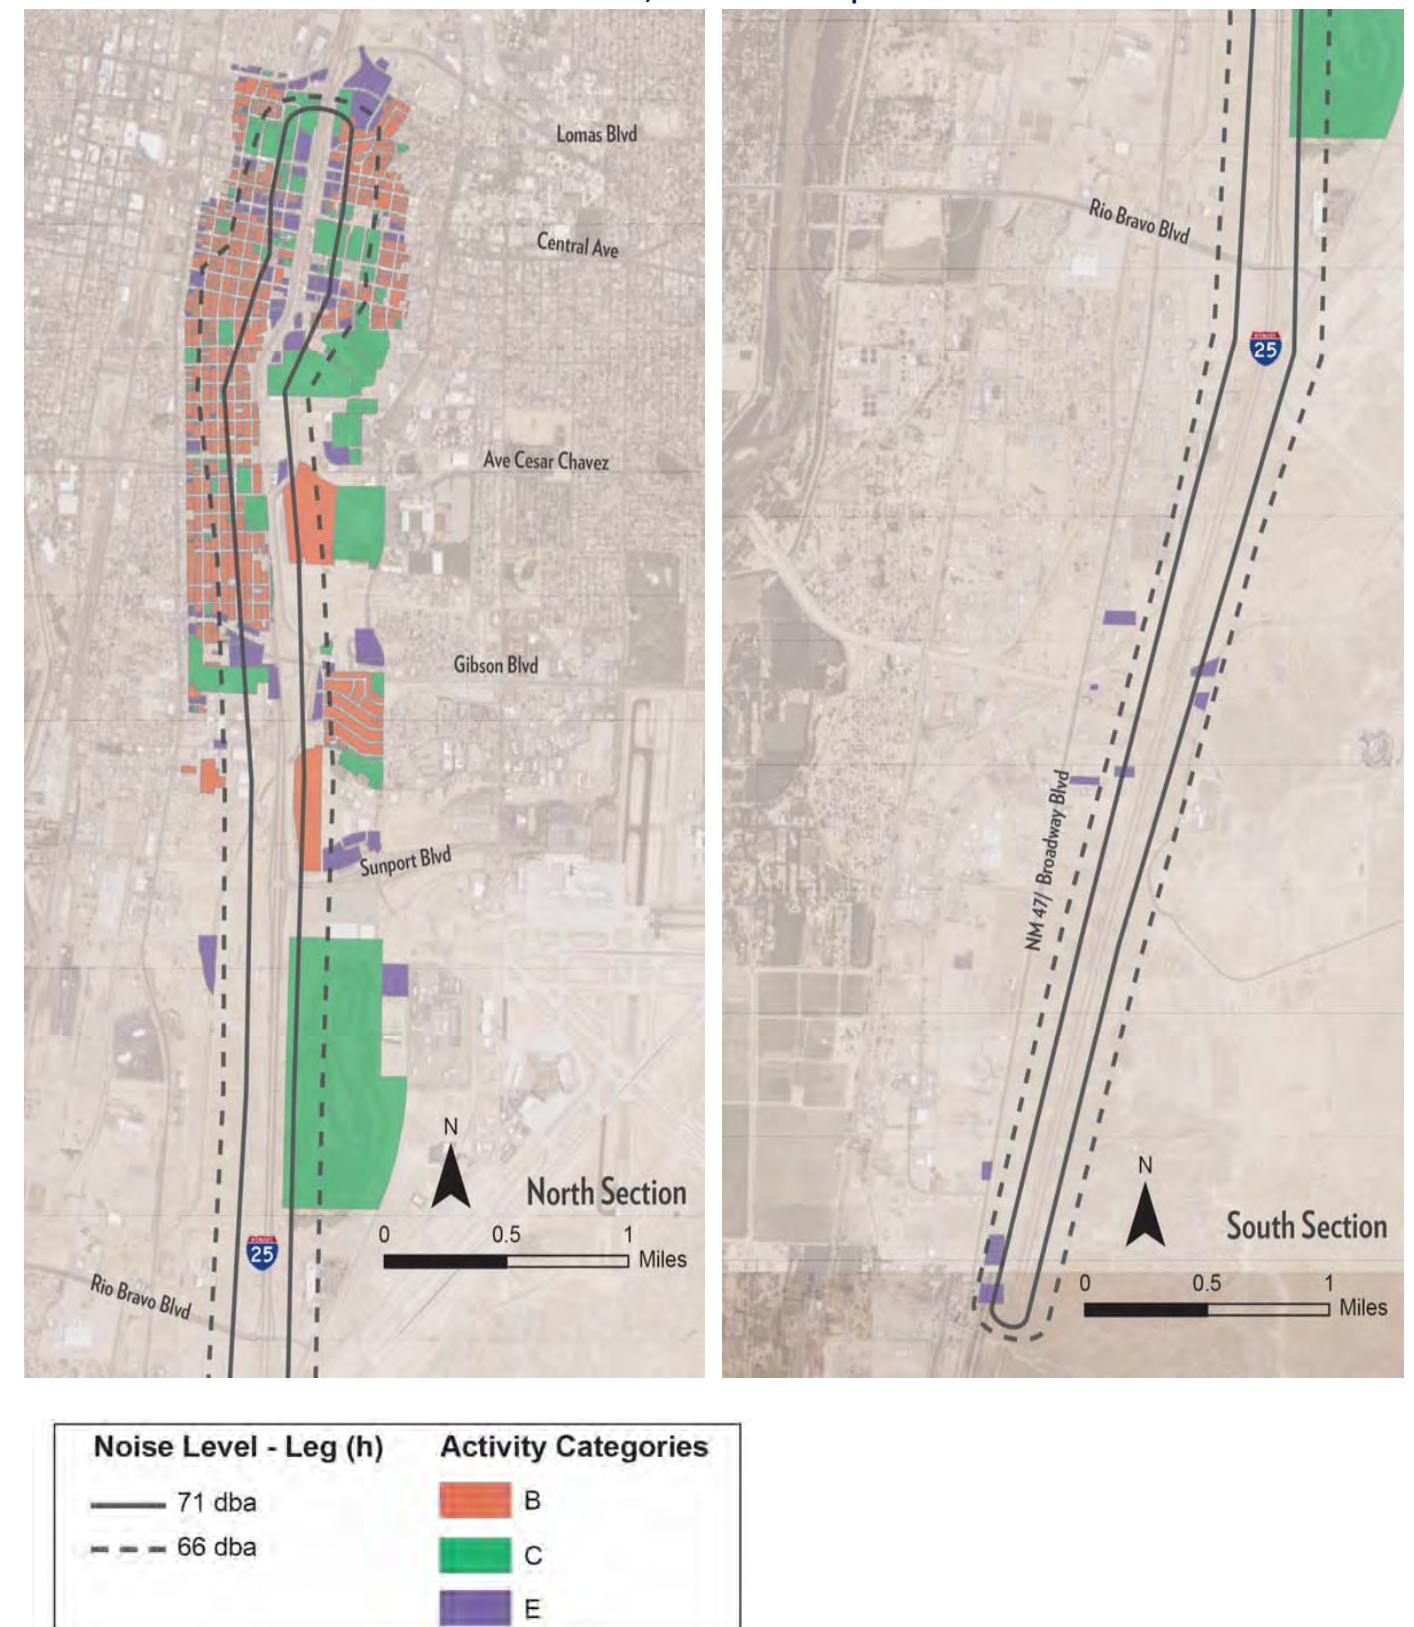 Lomas Blvd
Central Ave
Ave Cesar Chavez
Gibson Blvd
Sunport Blvd
N
North Section
0 0.5 1
Miles
25
Rio Bravo Blvd
Rio Bravo Blvd
25
NM 47/ Broadway Blvd
N
South Section
0 0.5 1
Miles
Noise Level - Leg (h)
71 dba
66 dba
Activity Categories
B
C
E